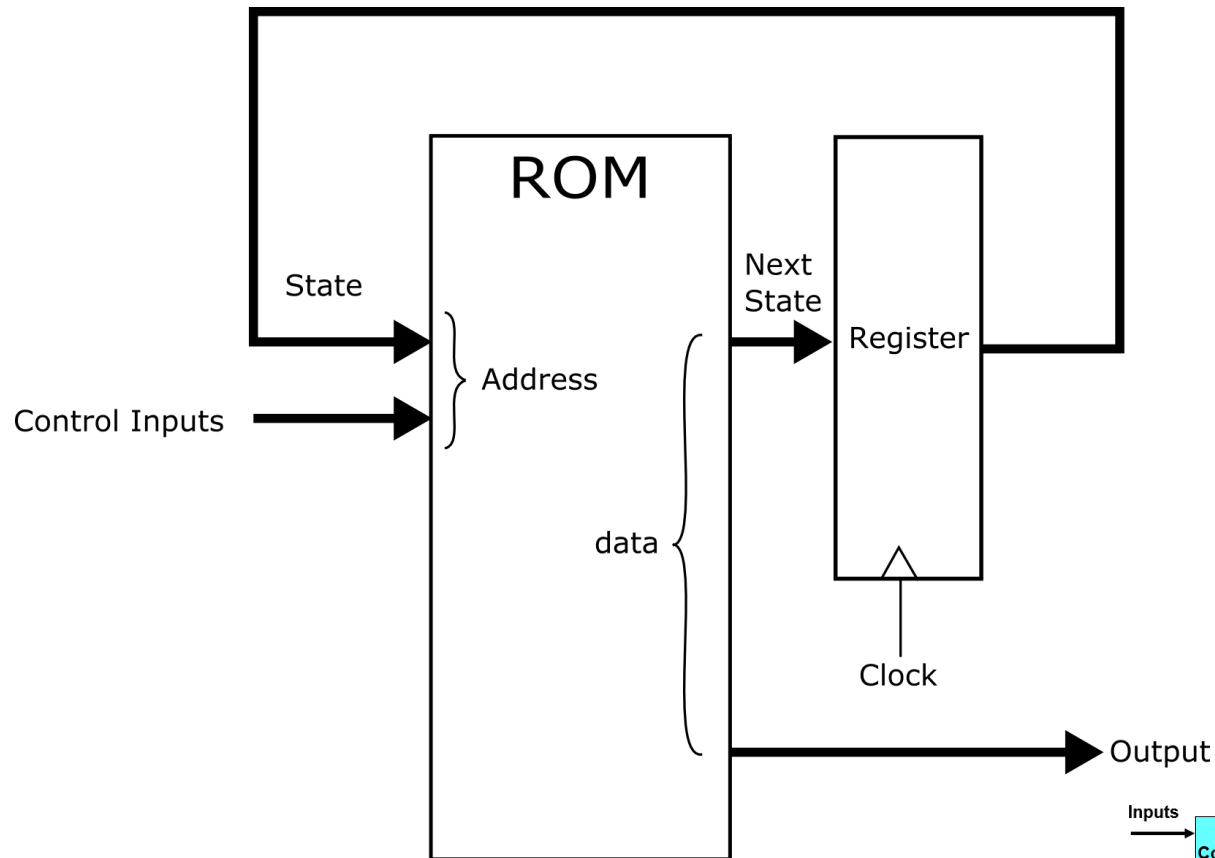 ROM
State
Next
State
Register
Address
Control Inputs
data
Clock
Output
Inputs